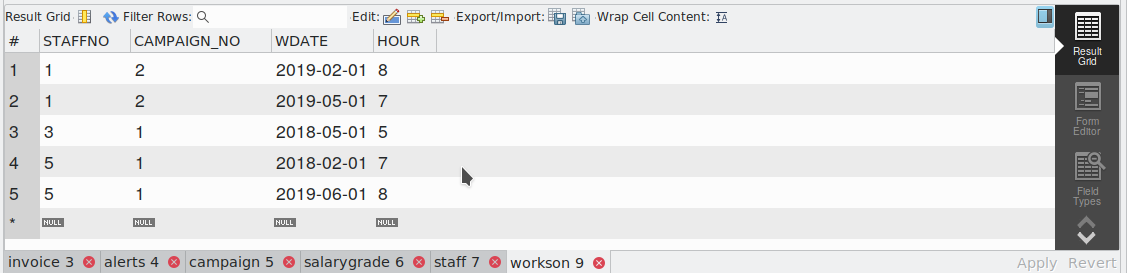 Result Grid Filter Rows: Edit: Export/Import: Wrap Cell Content: IA
# STAFFNO CAMPAIGN_NO WDATE HOUR
1 1 2 2019-02-01 8
2 1 2 2019-05-01 7
3 3 1 2018-05-01 5
4 5 1 2018-02-01 7
5 5 1 2019-06-01 8
* NULL NULL NULL NULL
Result
Grid
Form
Editor
Field
Types
invoice 3 alerts 4 campaign 5 salarygrade 6 staff 7 workson 9 Apply Revert